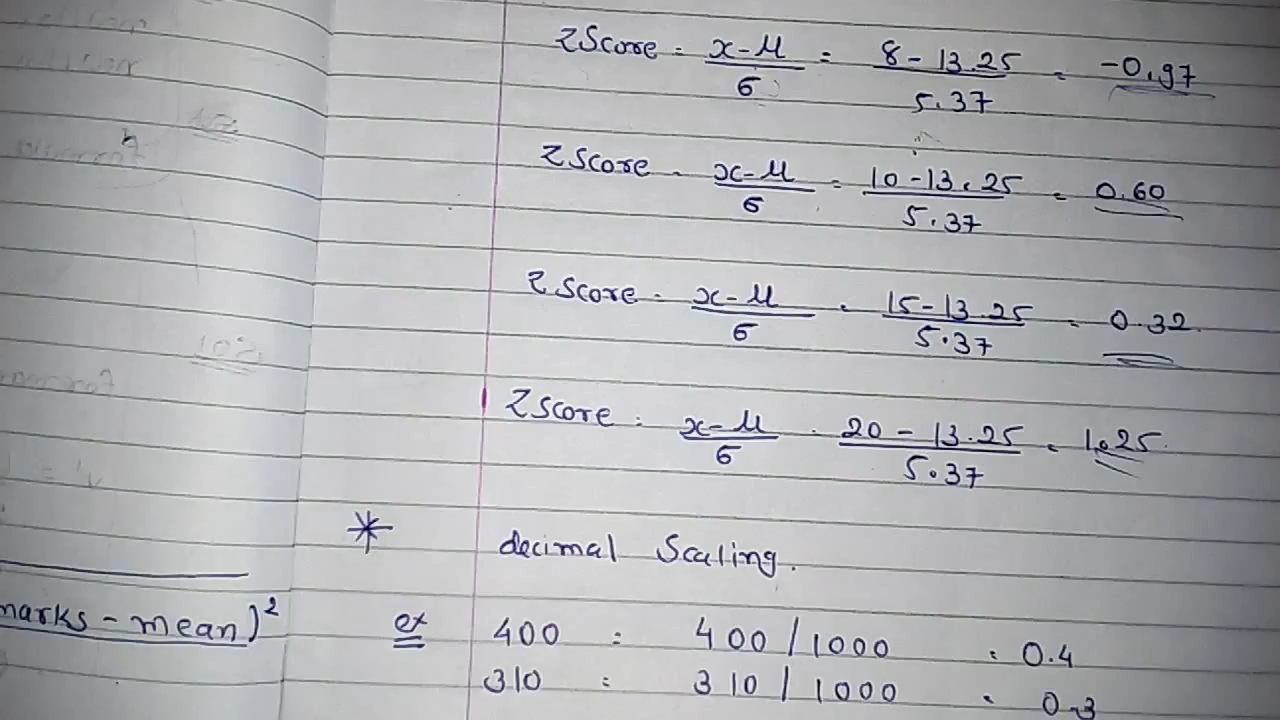 ZScore = x-μ/σ = 8-13.25/5.37 = -0.97
ZScore = x-μ/σ = 10-13.25/5.37 = 0.60
ZScore = x-μ/σ = 15-13.25/5.37 = 0.32
ZScore = x-μ/σ = 20-13.25/5.37 = 1.25
* decimal Scaling.
marks - mean)²
ex 400 = 400/1000 = 0.4
310 = 310/1000 = 0.3